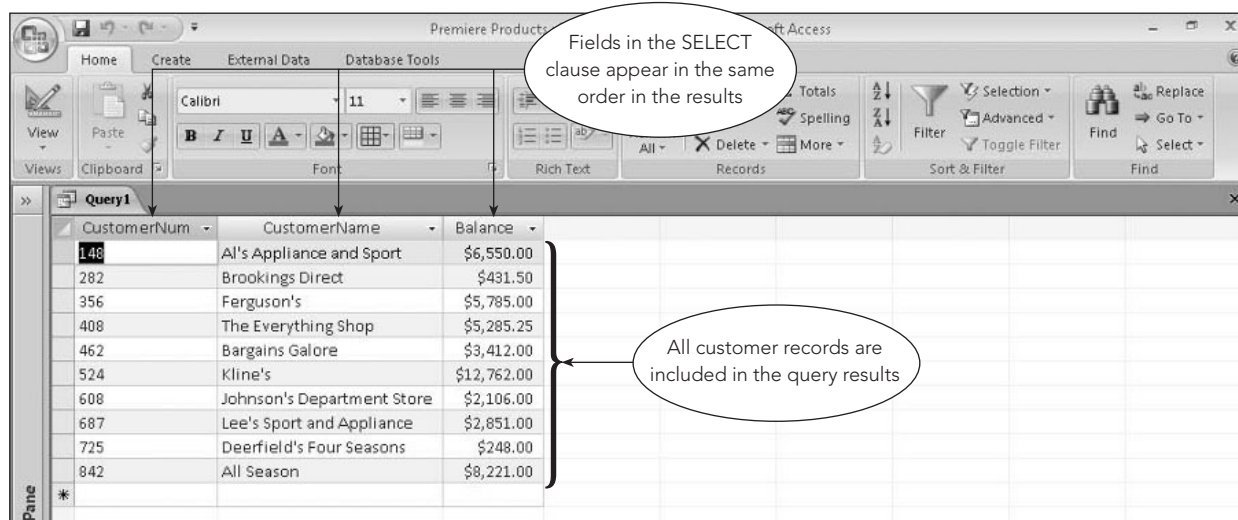 Premiere Products
Microsoft Access
Fields in the SELECT
clause appear in the same
order in the results
Home Create External Data Database Tools
Calibri 11
Totals
Selection
Replace
View
Paste
B I U A
Spelling
Filter
Advanced
Find
Go To
All
Delete
More
Toggle Filter
Select
Views Clipboard Font Rich Text Records Sort & Filter Find
Query1
CustomerNum CustomerName Balance
148 Al's Appliance and Sport $6,550.00
282 Brookings Direct $431.50
356 Ferguson's $5,785.00
408 The Everything Shop $5,285.25
462 Bargains Galore $3,412.00
524 Kline's $12,762.00
608 Johnson's Department Store $2,106.00
687 Lee's Sport and Appliance $2,851.00
725 Deerfield's Four Seasons $248.00
842 All Season $8,221.00
All customer records are
included in the query results
Pane